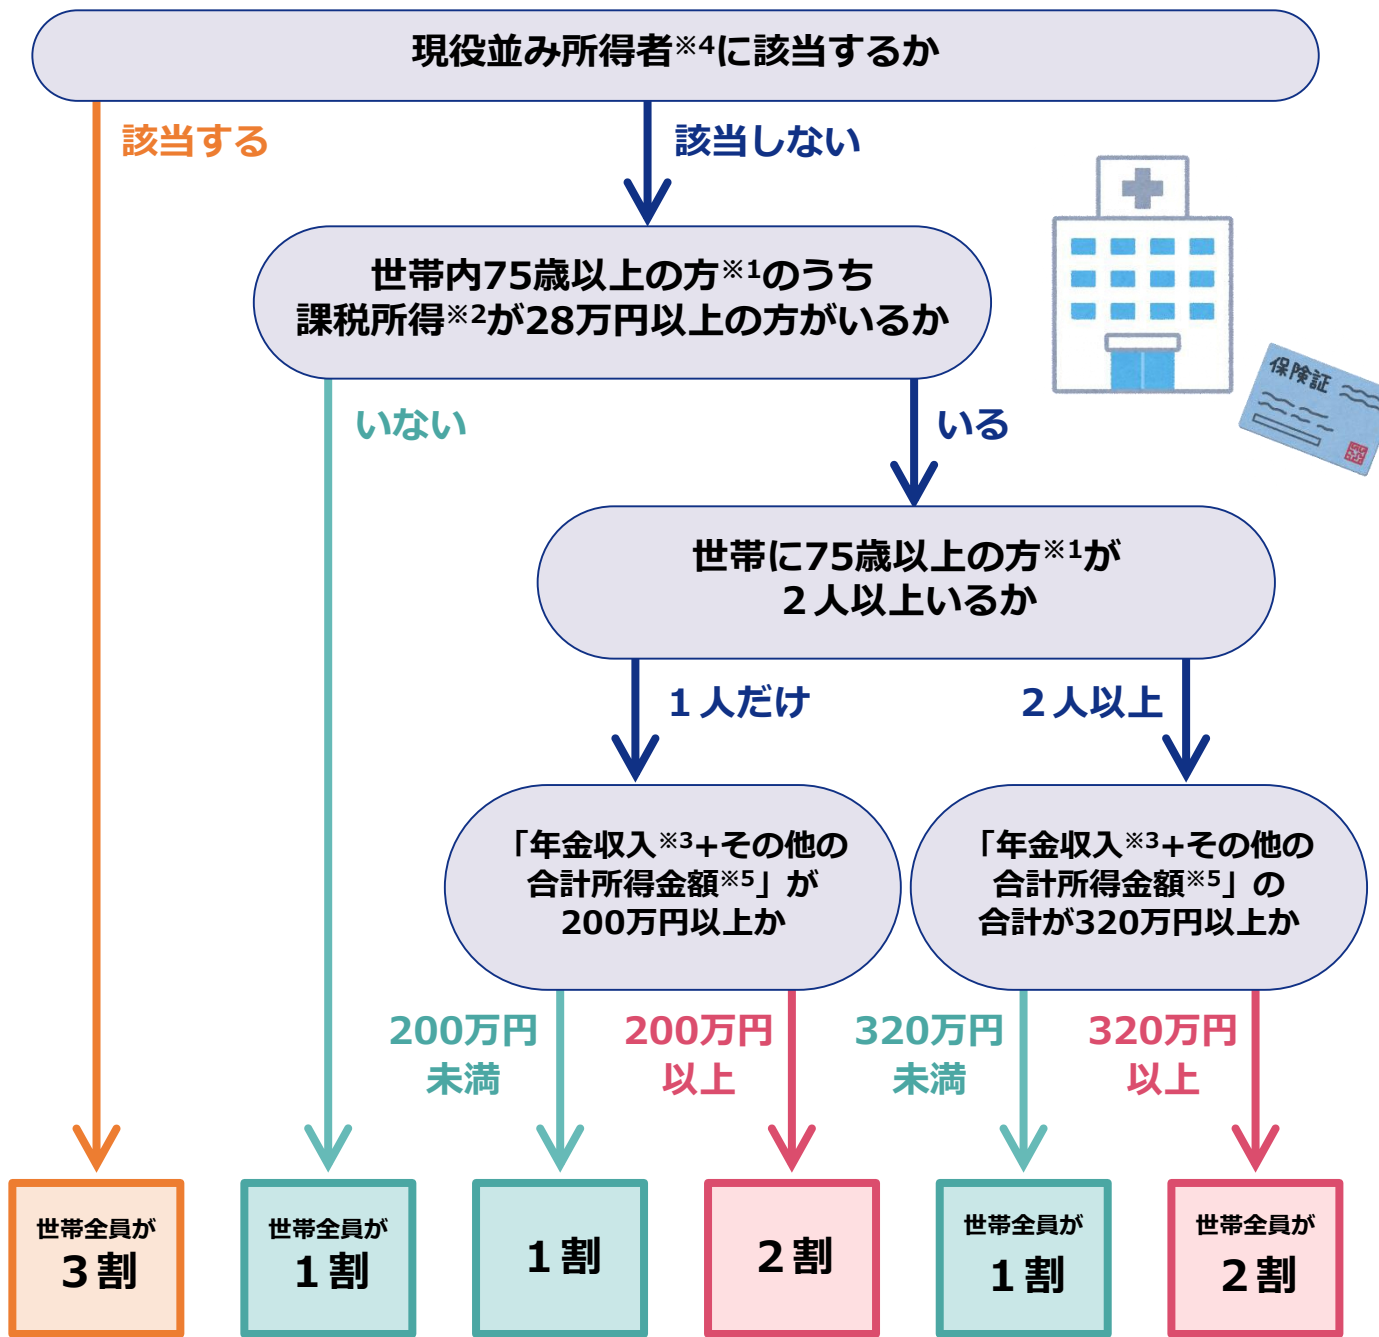 現役並み所得者※4に該当するか
該当する
該当しない
世帯内75歳以上の方※1のうち
課税所得※2が28万円以上の方がいるか
保険証
いない
いる
世帯に75歳以上の方※1が
２人以上いるか
１人だけ
２人以上
「年金収入※3+その他の
合計所得金額※5」が
200万円以上か
「年金収入※3+その他の
合計所得金額※5」の
合計が320万円以上か
200万円
未満
200万円
以上
320万円
未満
320万円
以上
世帯全員が
３割
世帯全員が
１割
１割
２割
世帯全員が
１割
世帯全員が
２割